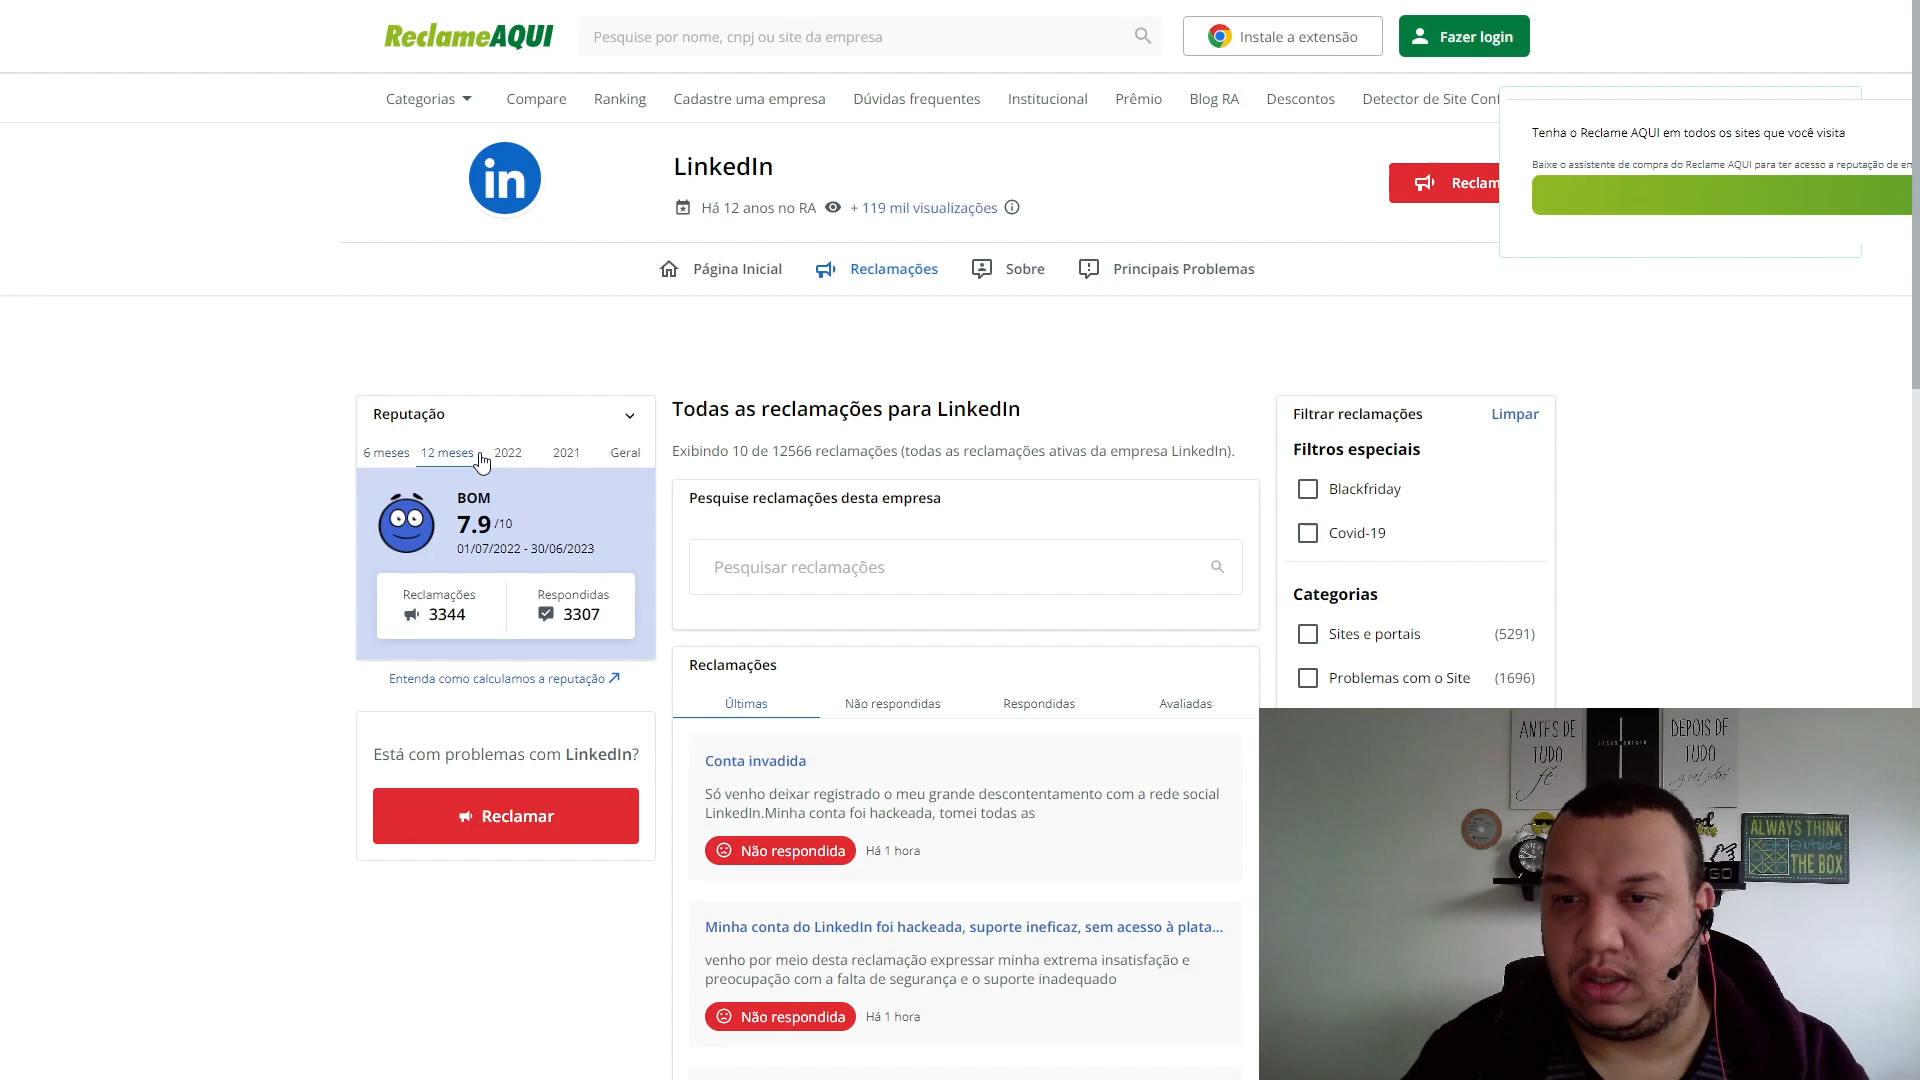 ReclameAQUI
Pesquise por nome, cnpj ou site da empresa
Instale a extensão
Fazer login
Categorias
Compare
Ranking
Cadastre uma empresa
Dúvidas frequentes
Institucional
Prêmio
Blog RA
Descontos
Detector de Site Conf
Tenha o Reclame AQUI em todos os sites que você visita
Baixe o assistente de compra do Reclame AQUI para ter acesso a reputação de em
in
LinkedIn
Há 12 anos no RA
+ 119 mil visualizações
Reclam
Página Inicial
Reclamações
Sobre
Principais Problemas
Reputação
6 meses
12 meses
2022
2021
Geral
BOM
7.9 /10
01/07/2022 - 30/06/2023
Reclamações
3344
Respondidas
3307
Entenda como calculamos a reputação
Está com problemas com LinkedIn?
Reclamar
Todas as reclamações para LinkedIn
Exibindo 10 de 12566 reclamações (todas as reclamações ativas da empresa LinkedIn).
Pesquise reclamações desta empresa
Pesquisar reclamações
Reclamações
Últimas
Não respondidas
Respondidas
Avaliadas
Conta invadida
Só venho deixar registrado o meu grande descontentamento com a rede social
LinkedIn.Minha conta foi hackeada, tomei todas as
Não respondida
Há 1 hora
Minha conta do LinkedIn foi hackeada, suporte ineficaz, sem acesso à plata...
venho por meio desta reclamação expressar minha extrema insatisfação e
preocupação com a falta de segurança e o suporte inadequado
Não respondida
Há 1 hora
Filtrar reclamações
Limpar
Filtros especiais
Blackfriday
Covid-19
Categorias
Sites e portais
(5291)
Problemas com o Site
(1696)
ANTES DE
TUDO
fé
DEPOIS DE
TUDO
gratidão
ALWAYS THINK
outside
THE BOX